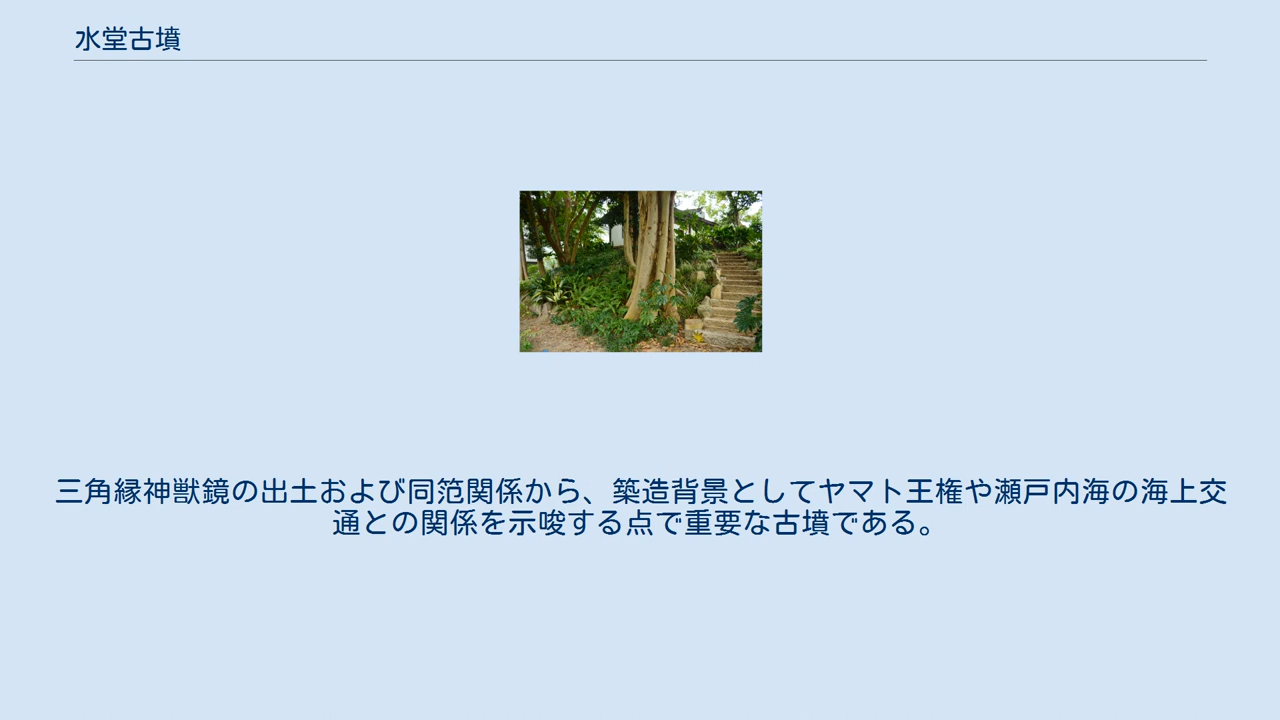 水堂古墳
三角縁神獣鏡の出土および同笵関係から、築造背景としてヤマト王権や瀬戸内海の海上交
通との関係を示唆する点で重要な古墳である。